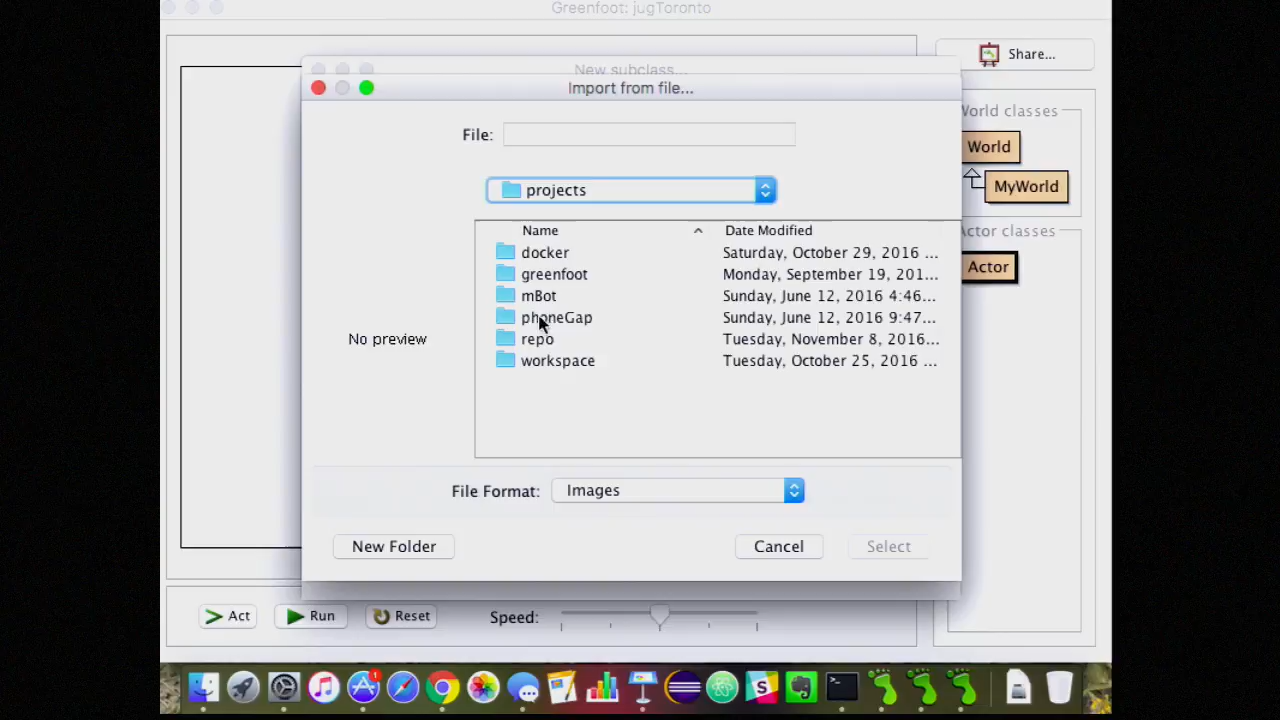 Greenfoot: jugToronto
Share...
New subclass...
Import from file...
File:
World classes
World
projects
MyWorld
Name Date Modified
Actor classes
docker Saturday, October 29, 2016 ...
Actor
greenfoot Monday, September 19, 201...
mBot Sunday, June 12, 2016 4:46...
phoneGap Sunday, June 12, 2016 9:47...
No preview
repo Tuesday, November 8, 2016...
workspace Tuesday, October 25, 2016 ...
File Format: Images
New Folder Cancel Select
Act Run Reset Speed:
1